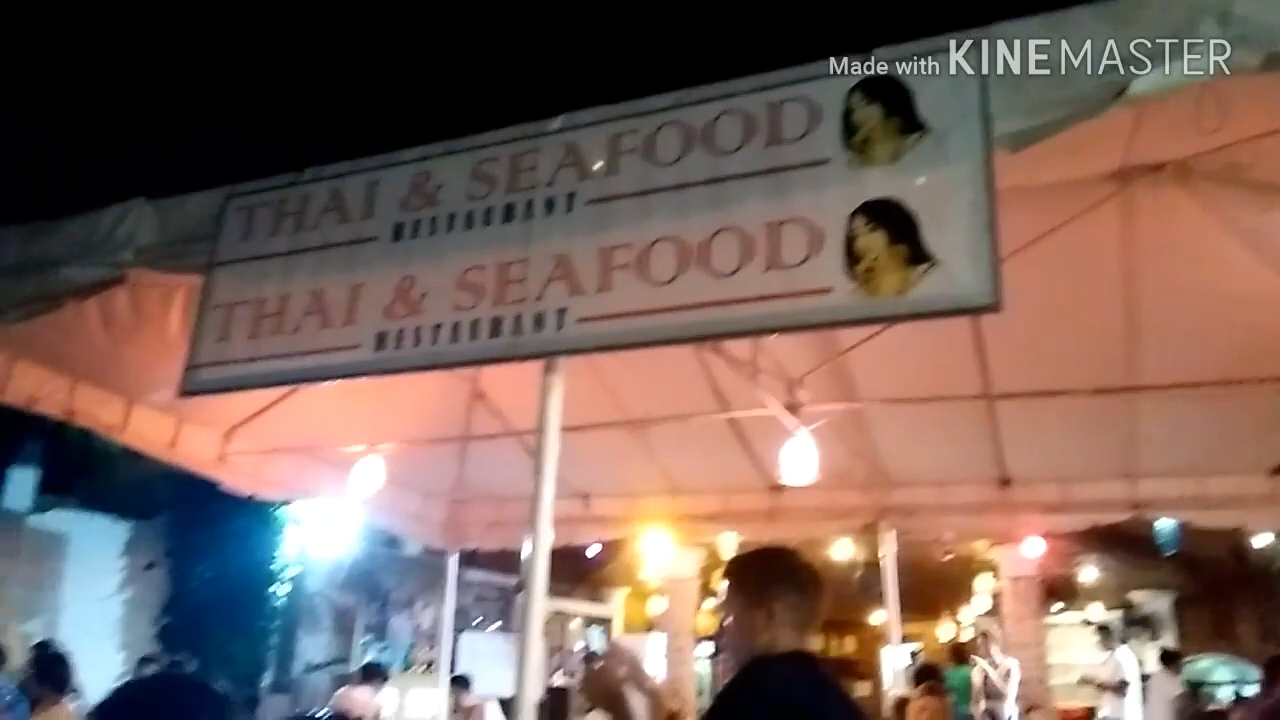 Made with KINEMASTER
THAI & SEAFOOD
RESTAURANT
THAI & SEAFOOD
RESTAURANT